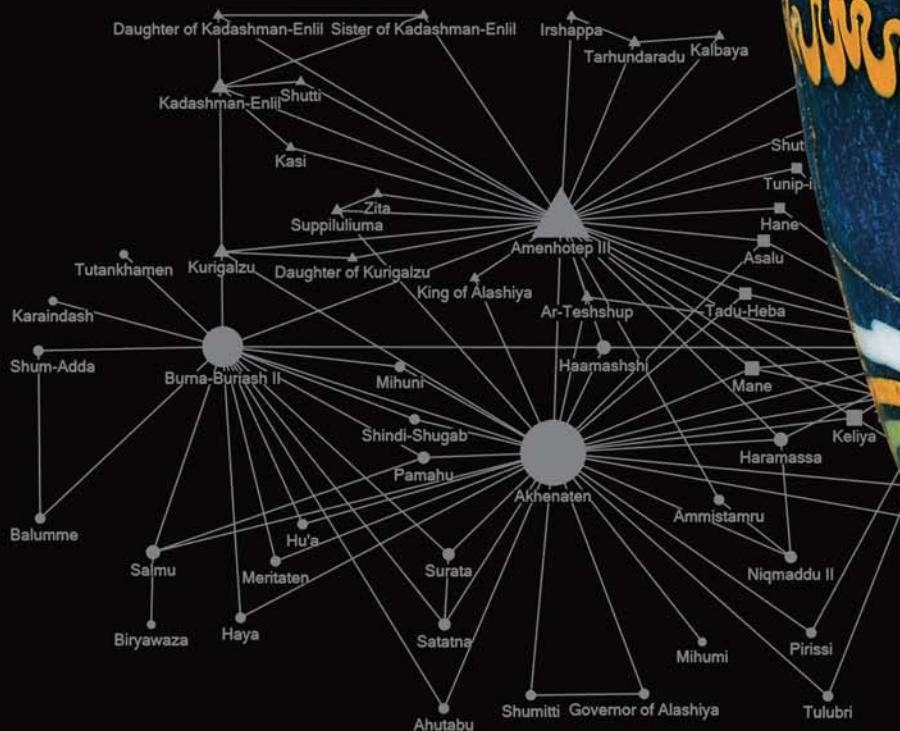 Daughter of Kadashman-Enlil
Sister of Kadashman-Enlil
Irshappa
Tarhundaradu
Kalbaya
Kadashman-Enlil
Shutti
Kasi
Shut
Tunip-i
Zita
Suppiluliuma
Hane
Amenhotep III
Asalu
Tutankhamen
Kurigalzu
Daughter of Kurigalzu
King of Alashiya
Ar-Teshshup
Tadu-Heba
Karaindash
Shum-Adda
Burna-Buriash II
Mihuni
Haamashshi
Mane
Shindi-Shugab
Keliya
Pamahu
Haramassa
Akhenaten
Ammistamru
Balumme
Hu'a
Salmu
Meritaten
Surata
Niqmaddu II
Biryawaza
Haya
Satatna
Mihumi
Pirissi
Ahutabu
Shumitti
Governor of Alashiya
Tulubri